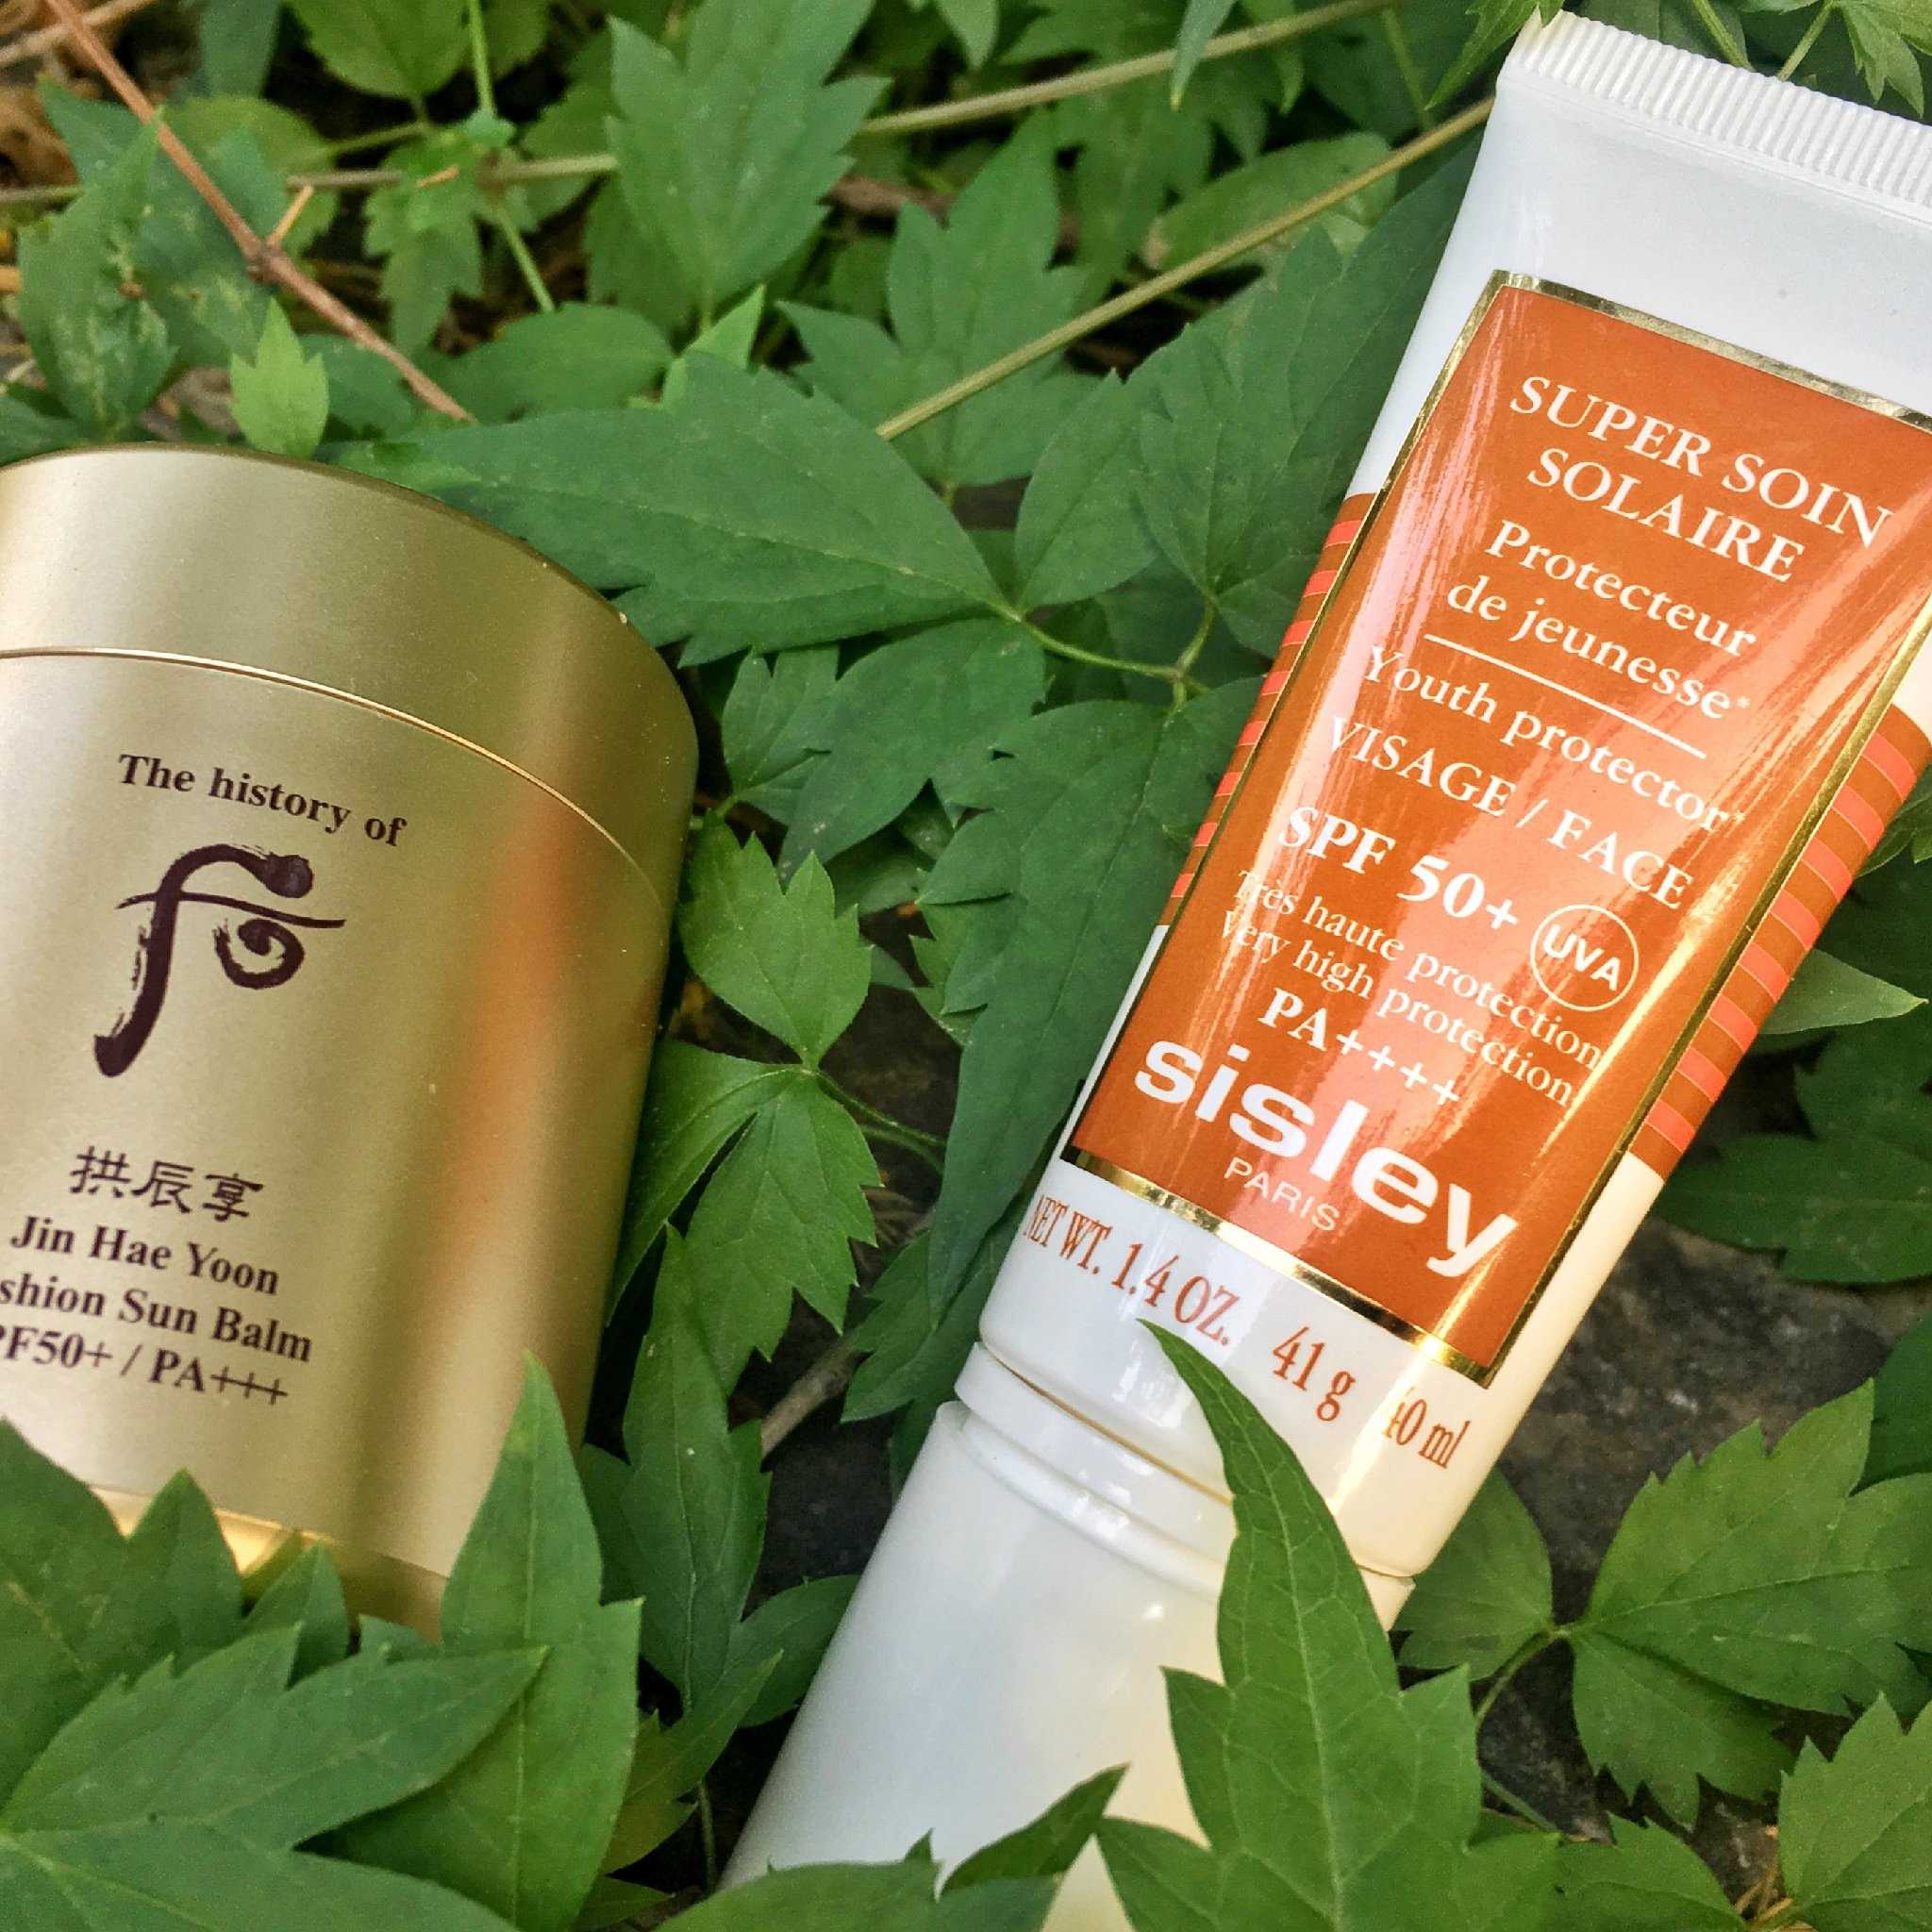 The history of
后
拱辰享
Jin Hae Yoon
shion Sun Balm
PF50+ / PA+++
SUPER SOIN
SOLAIRE
Protecteur
de jeunesse*
Youth protector*
VISAGE / FACE
SPF 50+ UVA
Très haute protection
Very high protection
PA++++
sisley
PARIS
NET WT. 1.4 OZ. 41 g 40 ml